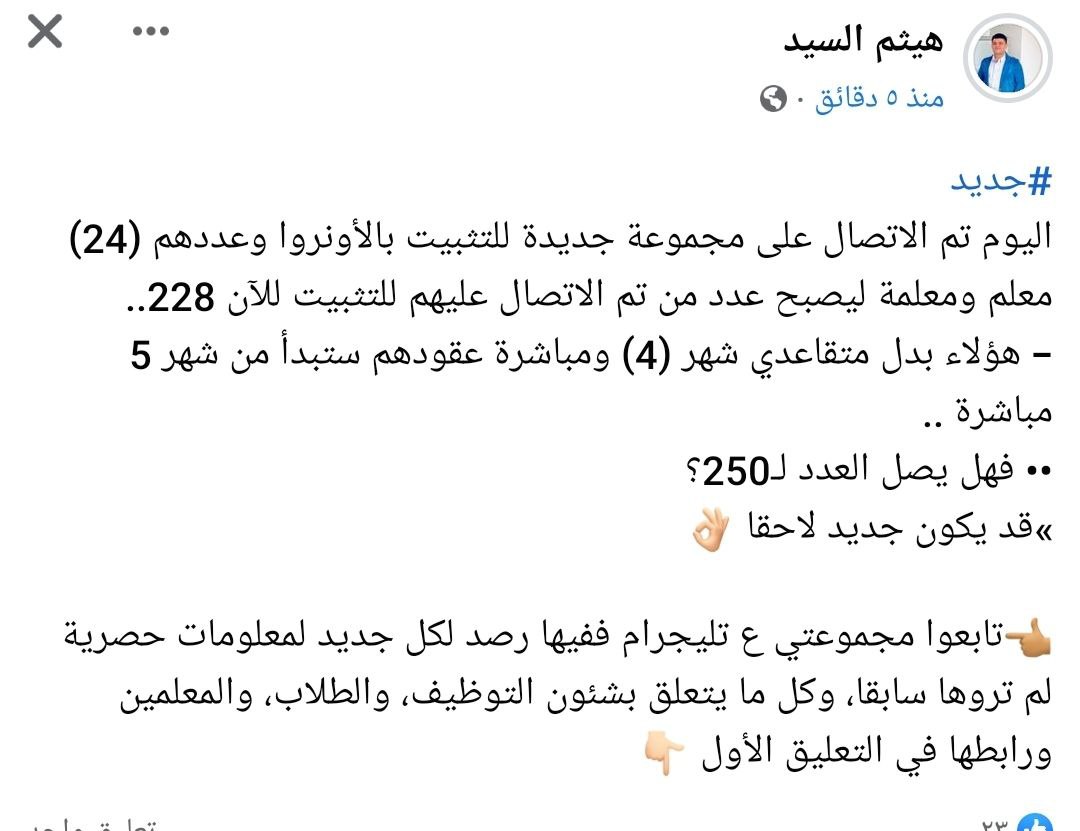 هيثم السيد
منذ ٥ دقائق ·
#جديد
اليوم تم الاتصال على مجموعة جديدة للتثبيت بالأونروا وعددهم (24)
معلم ومعلمة ليصبح عدد من تم الاتصال عليهم للتثبيت للآن 228..
– هؤلاء بدل متقاعدي شهر (4) ومباشرة عقودهم ستبدأ من شهر 5
مباشرة ..
•• فهل يصل العدد لـ250؟
»قد يكون جديد لاحقا 👌🏻
👈🏽تابعوا مجموعتي ع تليجرام ففيها رصد لكل جديد لمعلومات حصرية
لم تروها سابقا، وكل ما يتعلق بشئون التوظيف، والطلاب، والمعلمين
ورابطها في التعليق الأول 👇🏻
٢٣
تعليق واحد